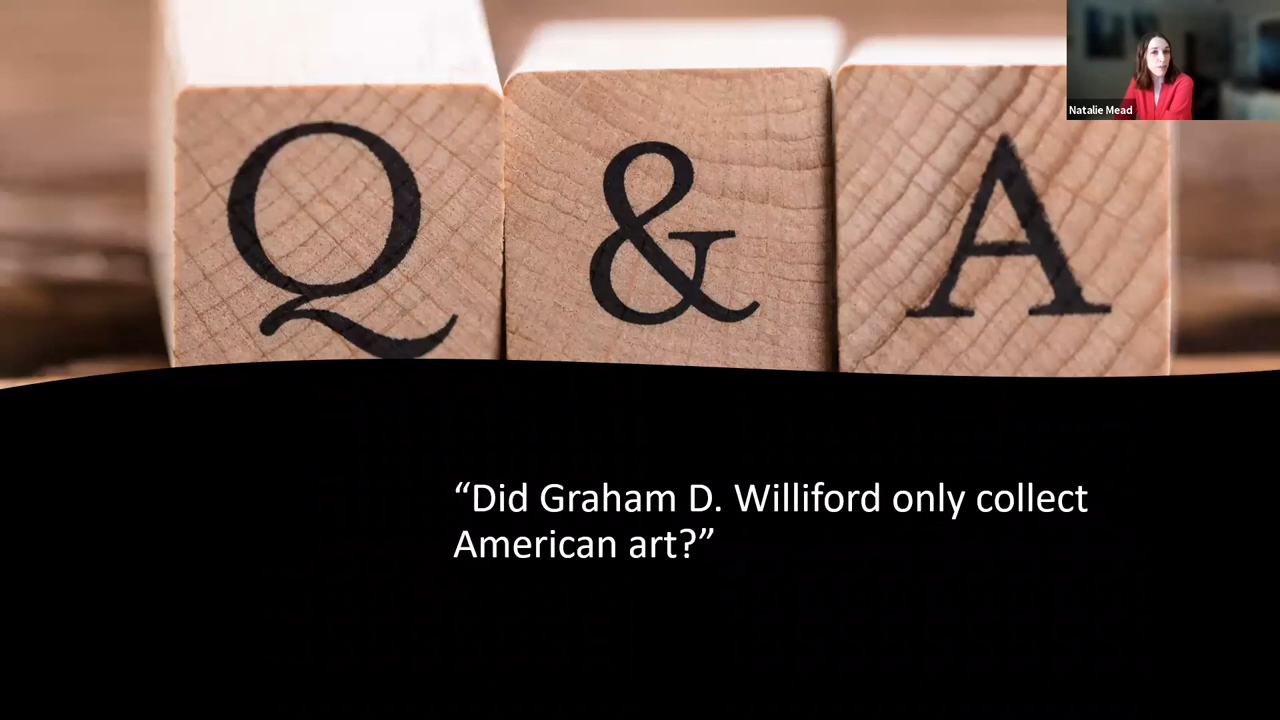 Natalie Mead
Q & A
“Did Graham D. Williford only collect
American art?”